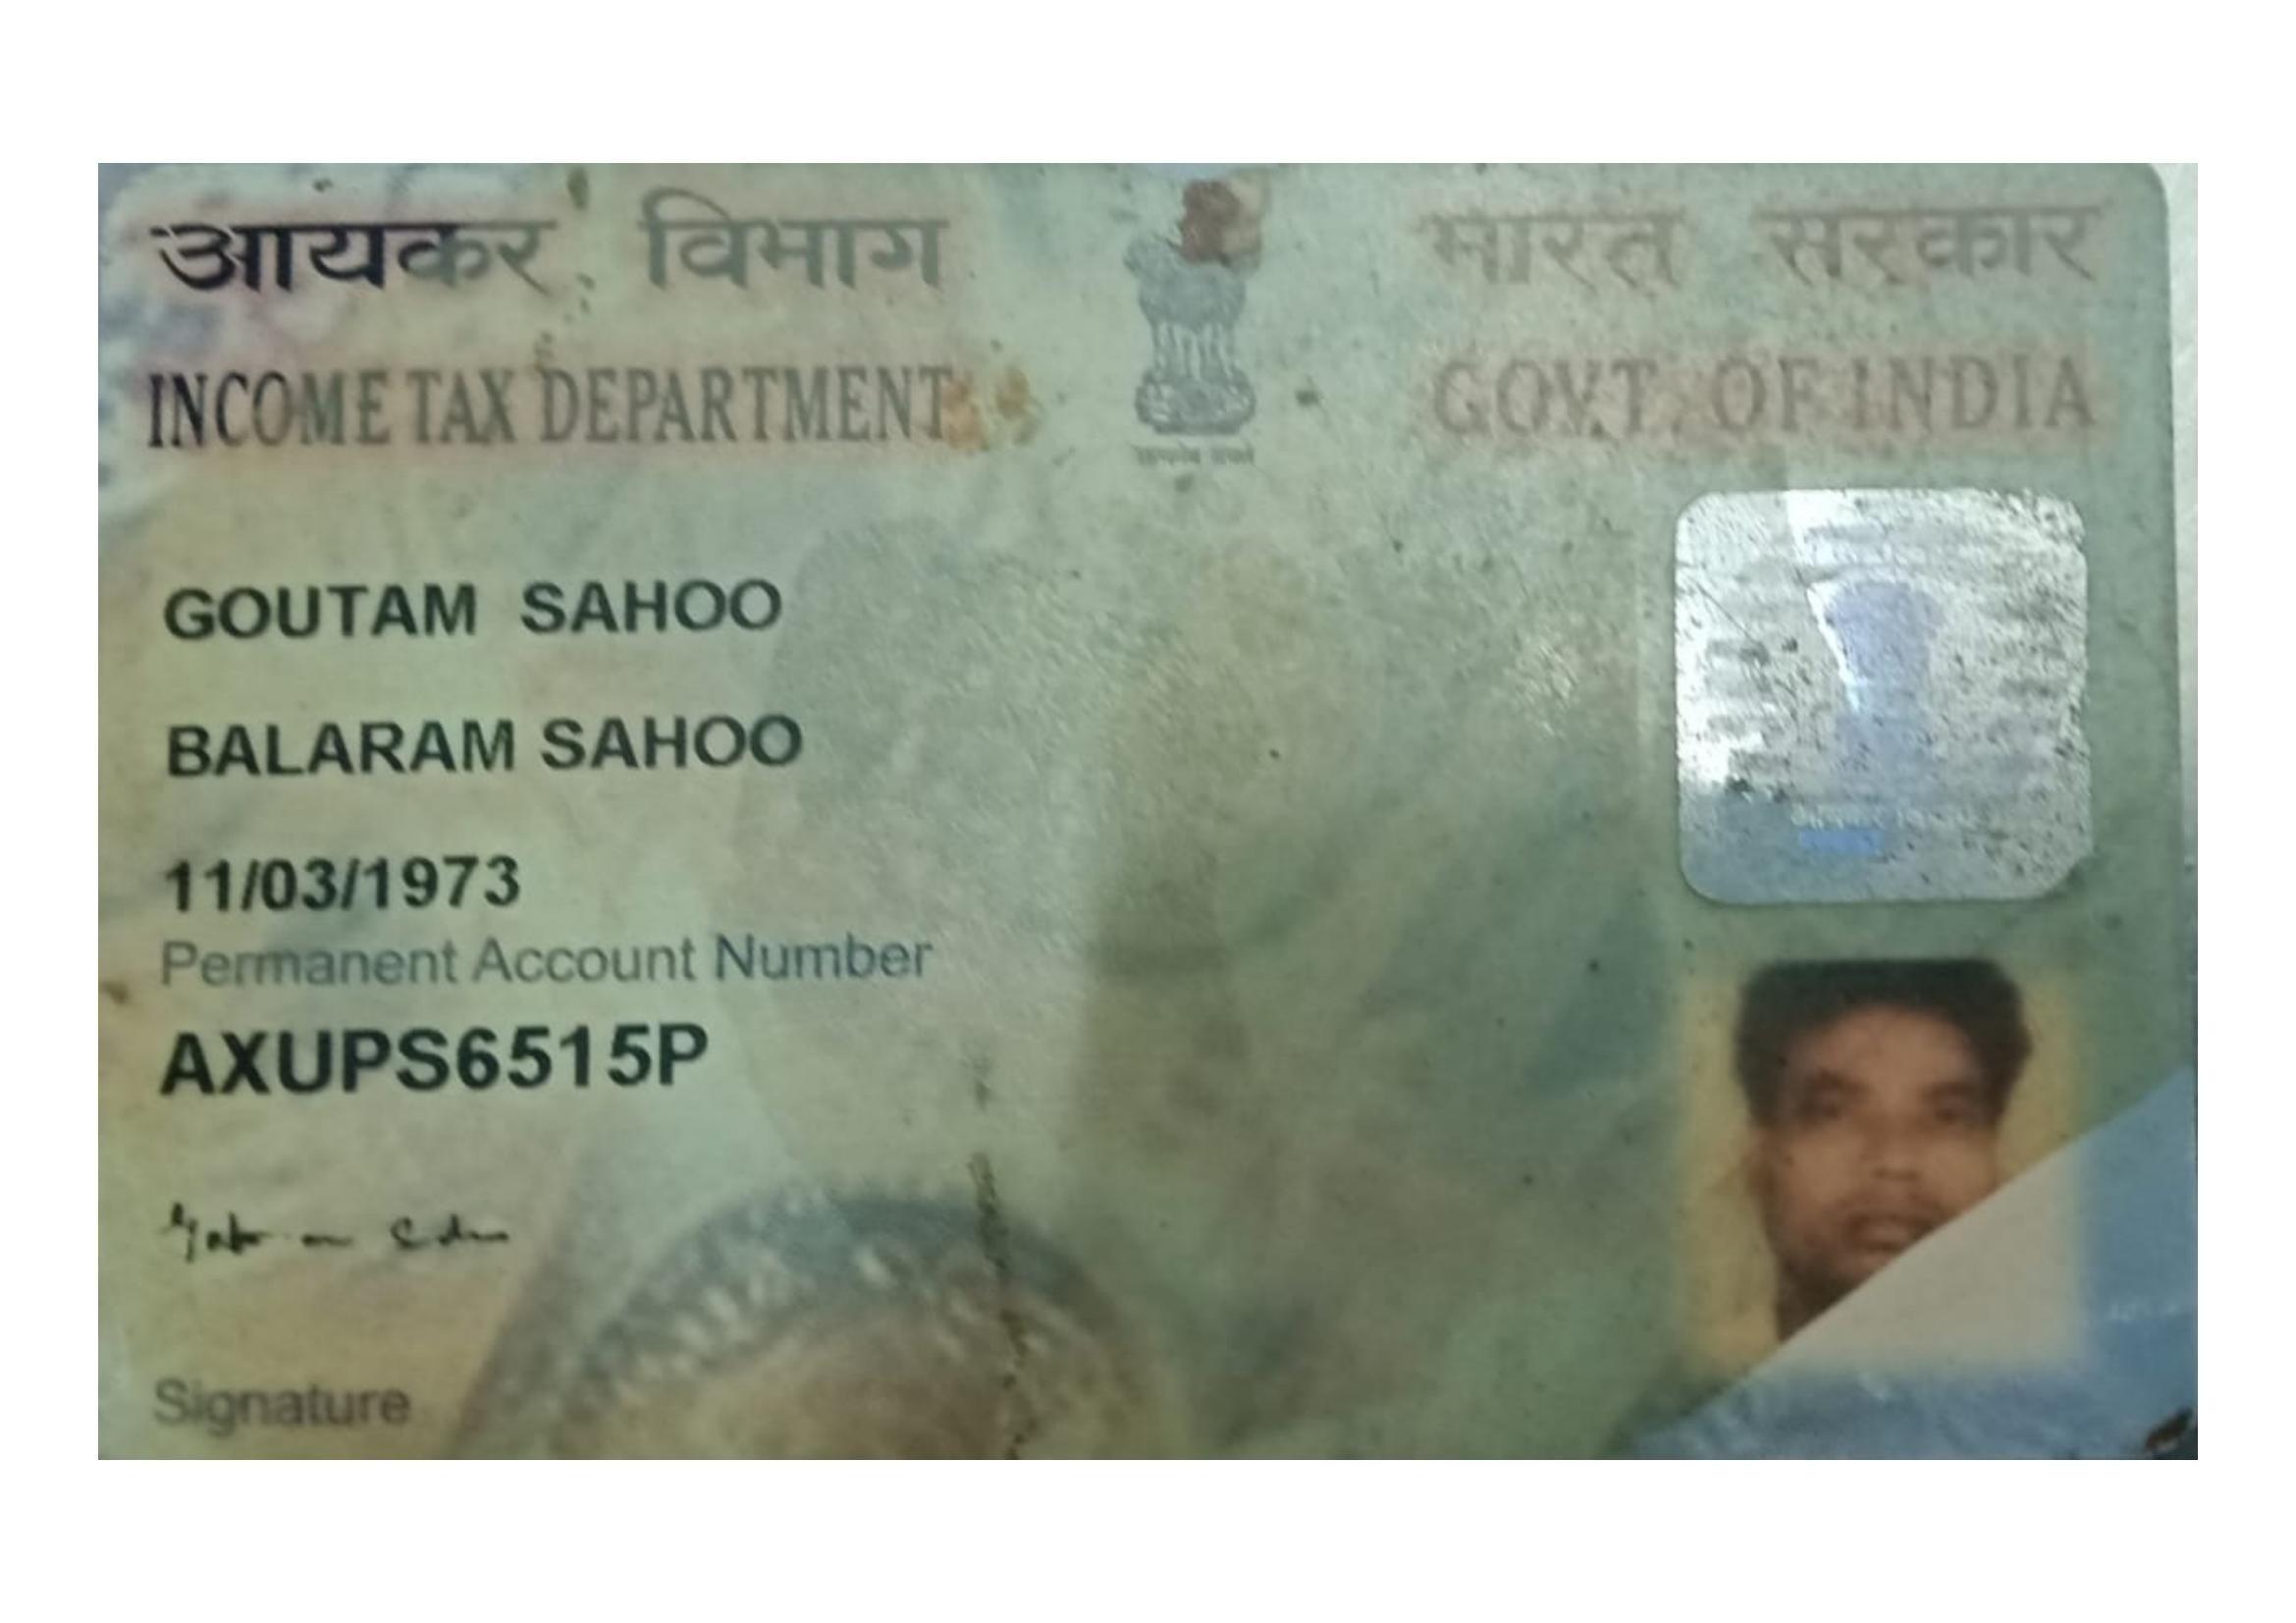 आयकर विभाग
भारत सरकार
INCOME TAX DEPARTMENT
GOVT. OF INDIA
GOUTAM SAHOO
BALARAM SAHOO
11/03/1973
Permanent Account Number
AXUPS6515P
Signature